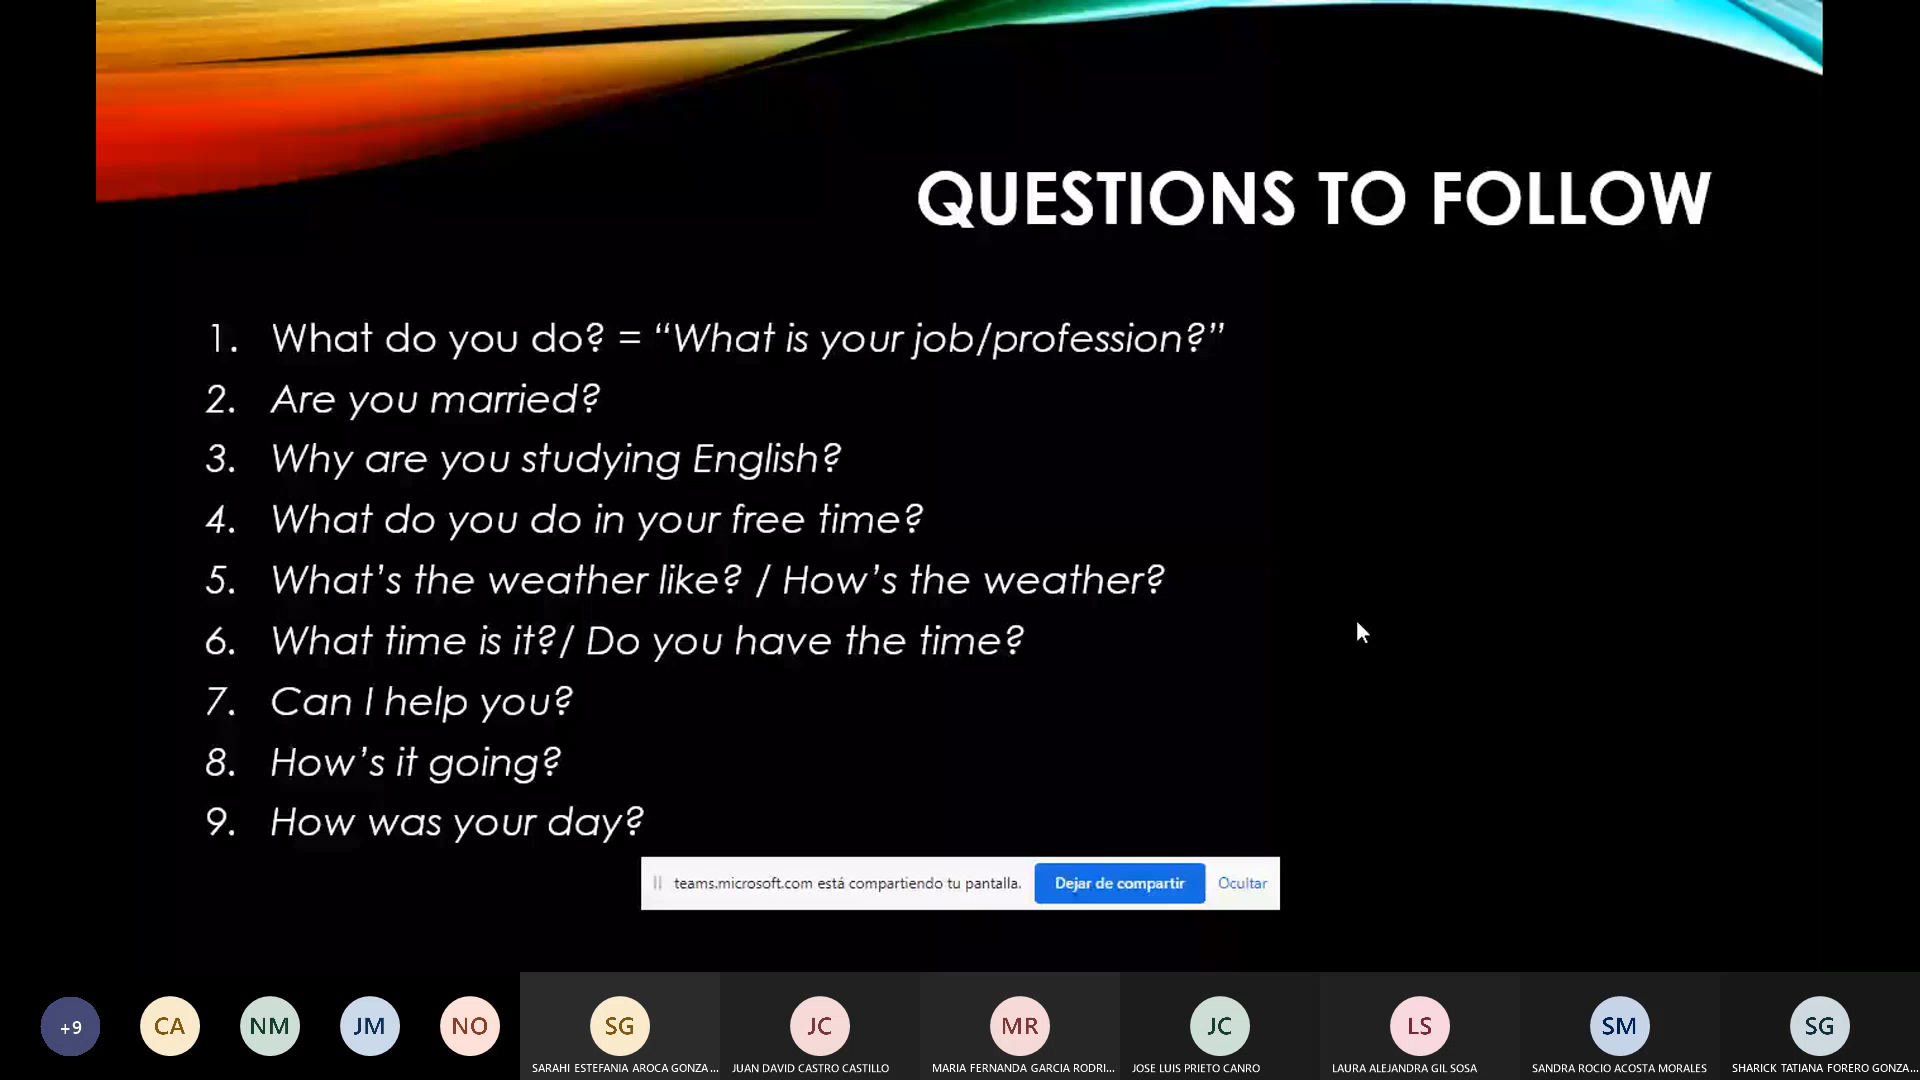 QUESTIONS TO FOLLOW
1. What do you do? = “What is your job/profession?”
2. Are you married?
3. Why are you studying English?
4. What do you do in your free time?
5. What’s the weather like? / How’s the weather?
6. What time is it?/ Do you have the time?
7. Can I help you?
8. How’s it going?
9. How was your day?
teams.microsoft.com está compartiendo tu pantalla. Dejar de compartir Ocultar
+9 CA NM JM NO SG JC MR JC LS SM SG
SARAHI ESTEFANIA AROCA GONZA... JUAN DAVID CASTRO CASTILLO MARIA FERNANDA GARCIA RODRI... JOSE LUIS PRIETO CANRO LAURA ALEJANDRA GIL SOSA SANDRA ROCIO ACOSTA MORALES SHARICK TATIANA FORERO GONZA...